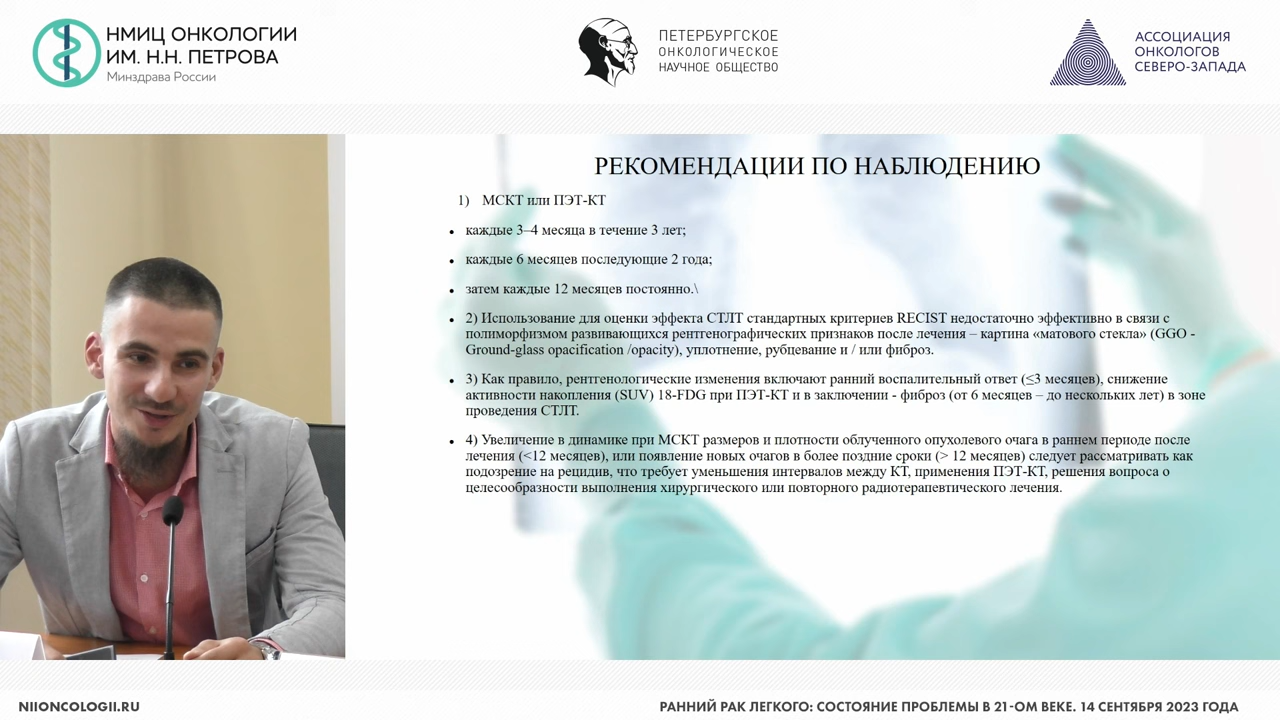 НМИЦ ОНКОЛОГИИ
ИМ. Н.Н. ПЕТРОВА
Минздрава России
ПЕТЕРБУРГСКОЕ
ОНКОЛОГИЧЕСКОЕ
НАУЧНОЕ ОБЩЕСТВО
АССОЦИАЦИЯ
ОНКОЛОГОВ
СЕВЕРО-ЗАПАДА
РЕКОМЕНДАЦИИ ПО НАБЛЮДЕНИЮ
1) МСКТ или ПЭТ-КТ
• каждые 3–4 месяца в течение 3 лет;
• каждые 6 месяцев последующие 2 года;
• затем каждые 12 месяцев постоянно.\
• 2) Использование для оценки эффекта СТЛТ стандартных критериев RECIST недостаточно эффективно в связи с
полиморфизмом развивающихся рентгенографических признаков после лечения – картина «матового стекла» (GGO -
Ground-glass opacification /opacity), уплотнение, рубцевание и / или фиброз.
• 3) Как правило, рентгенологические изменения включают ранний воспалительный ответ (≤3 месяцев), снижение
активности накопления (SUV) 18-FDG при ПЭТ-КТ и в заключении - фиброз (от 6 месяцев – до нескольких лет) в зоне
проведения СТЛТ.
• 4) Увеличение в динамике при МСКТ размеров и плотности облученного опухолевого очага в раннем периоде после
лечения (<12 месяцев), или появление новых очагов в более поздние сроки (> 12 месяцев) следует рассматривать как
подозрение на рецидив, что требует уменьшения интервалов между КТ, применения ПЭТ-КТ, решения вопроса о
целесообразности выполнения хирургического или повторного радиотерапевтического лечения.
NIIONCOLOGII.RU
РАННИЙ РАК ЛЕГКОГО: СОСТОЯНИЕ ПРОБЛЕМЫ В 21-ОМ ВЕКЕ. 14 СЕНТЯБРЯ 2023 ГОДА